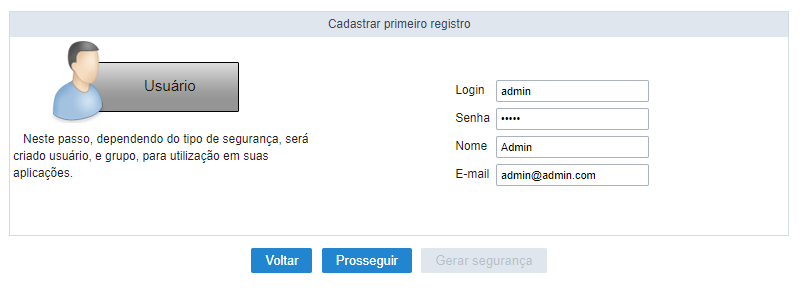 Cadastrar primeiro registro
Usuário
Neste passo, dependendo do tipo de segurança, será
criado usuário, e grupo, para utilização em suas
aplicações.
Login admin
Senha •••••
Nome Admin
E-mail admin@admin.com
Voltar Prosseguir Gerar segurança